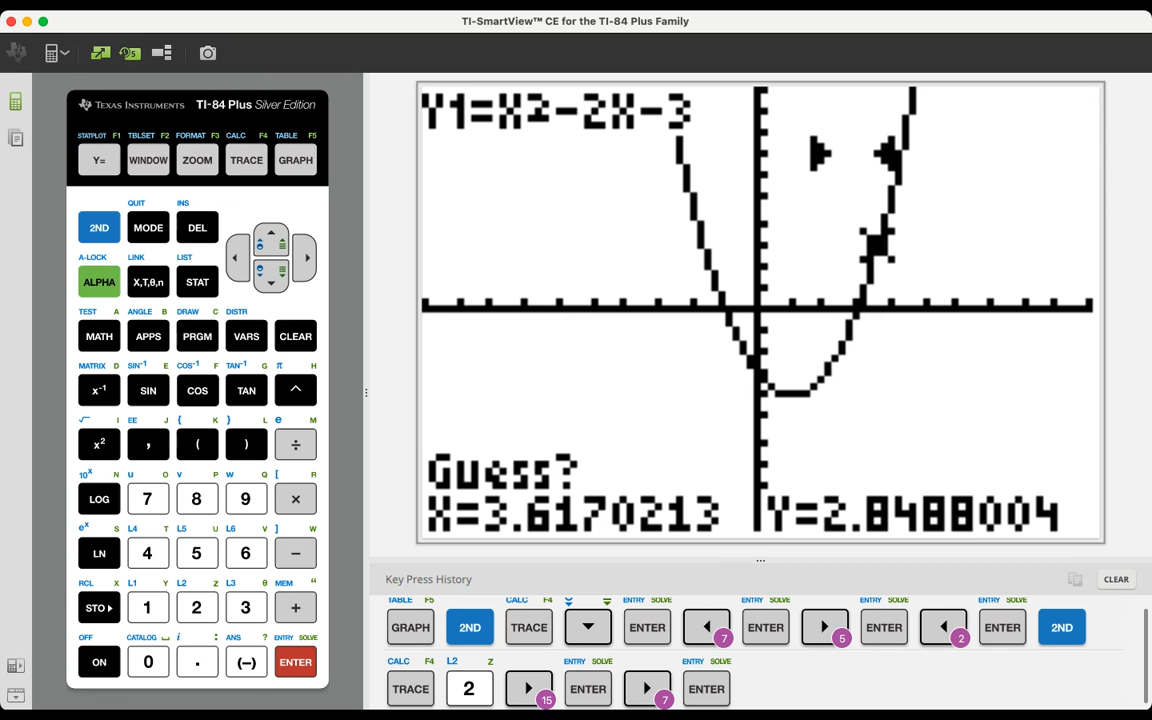 TI-SmartView™ CE for the TI-84 Plus Family
TEXAS INSTRUMENTS TI-84 Plus Silver Edition
STATPLOT F1 TBLSET F2 FORMAT F3 CALC F4 TABLE F5
Y= WINDOW ZOOM TRACE GRAPH
QUIT INS
2ND MODE DEL
A-LOCK LINK LIST
ALPHA X,T,θ,n STAT
TEST A ANGLE B DRAW C DISTR
MATH APPS PRGM VARS CLEAR
MATRIX D SIN⁻¹ E COS⁻¹ F TAN⁻¹ G π H
x⁻¹ SIN COS TAN ^
√ I EE J { K } L e M
x² , ( ) ÷
10ˣ N u O v P w Q [ R
LOG 7 8 9 ×
eˣ S L4 T L5 U L6 V ] W
LN 4 5 6 −
RCL X L1 Y L2 Z L3 θ MEM “
STO▸ 1 2 3 +
OFF CATALOG ⎵ i : ANS ? ENTRY SOLVE
ON 0 . (−) ENTER
Y1=X²-2X-3
Guess?
X=3.6170213 Y=2.8488004
Key Press History
CLEAR
TABLE F5 CALC F4 ENTRY SOLVE ENTRY SOLVE ENTRY SOLVE ENTRY SOLVE
GRAPH 2ND TRACE ENTER 7 ENTER 5 ENTER 2 ENTER 2ND
CALC F4 L2 Z ENTRY SOLVE ENTRY SOLVE
TRACE 2 15 ENTER 7 ENTER